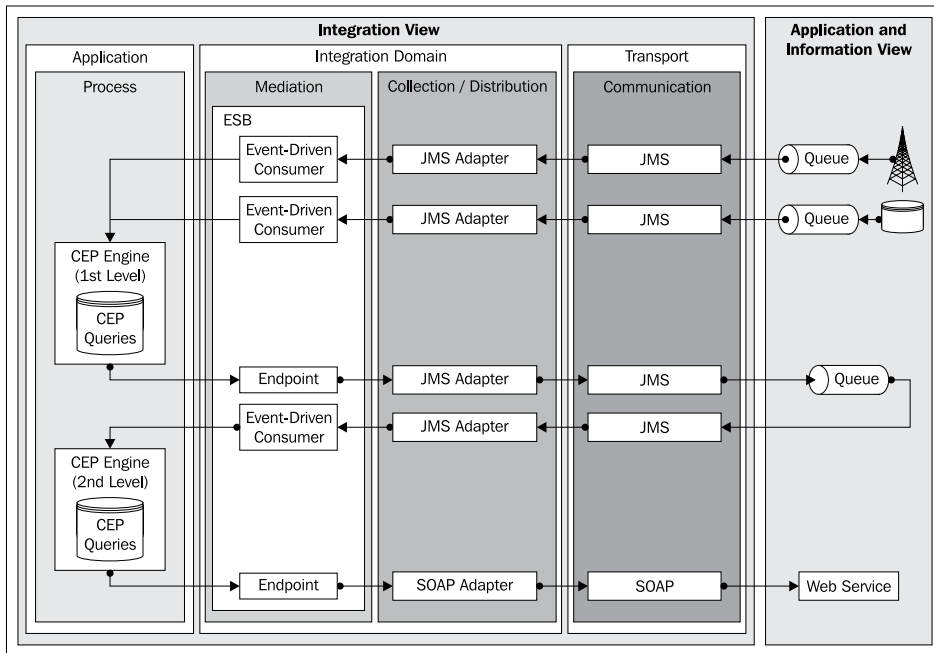 Integration View
Application and
Information View
Application
Integration Domain
Transport
Process
Mediation
Collection / Distribution
Communication
ESB
Event-Driven
Consumer
JMS Adapter
JMS
Queue
Event-Driven
Consumer
JMS Adapter
JMS
Queue
CEP Engine
(1st Level)
CEP
Queries
Endpoint
JMS Adapter
JMS
Queue
Event-Driven
Consumer
JMS Adapter
JMS
CEP Engine
(2nd Level)
CEP
Queries
Endpoint
SOAP Adapter
SOAP
Web Service